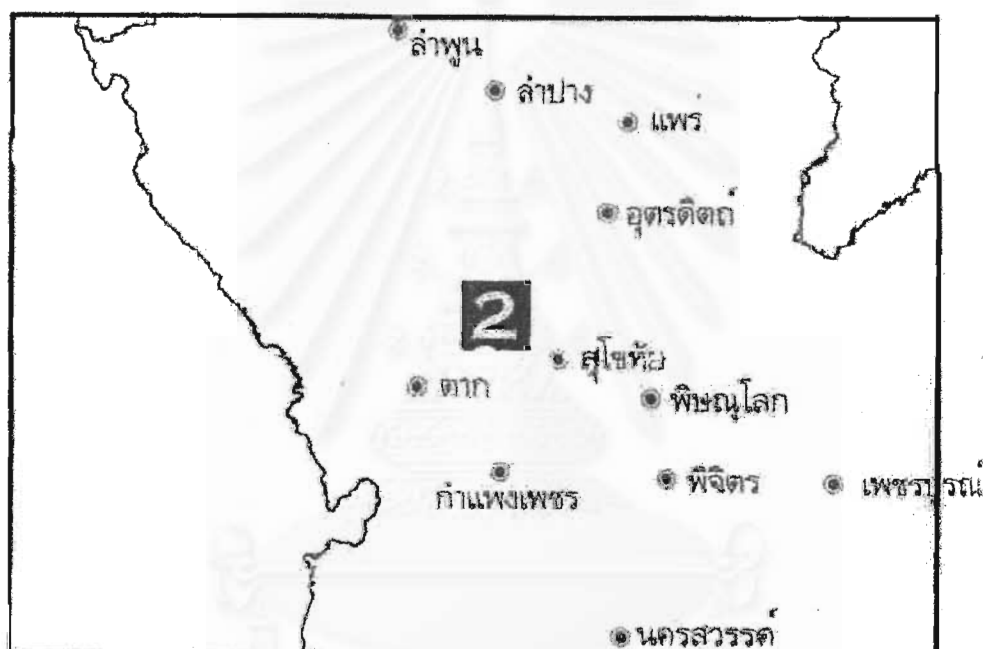 ลำพูน
ลำปาง
แพร่
อุตรดิตถ์
2
สุโขทัย
ตาก
พิษณุโลก
กำแพงเพชร
พิจิตร
เพชรบูรณ์
นครสวรรค์